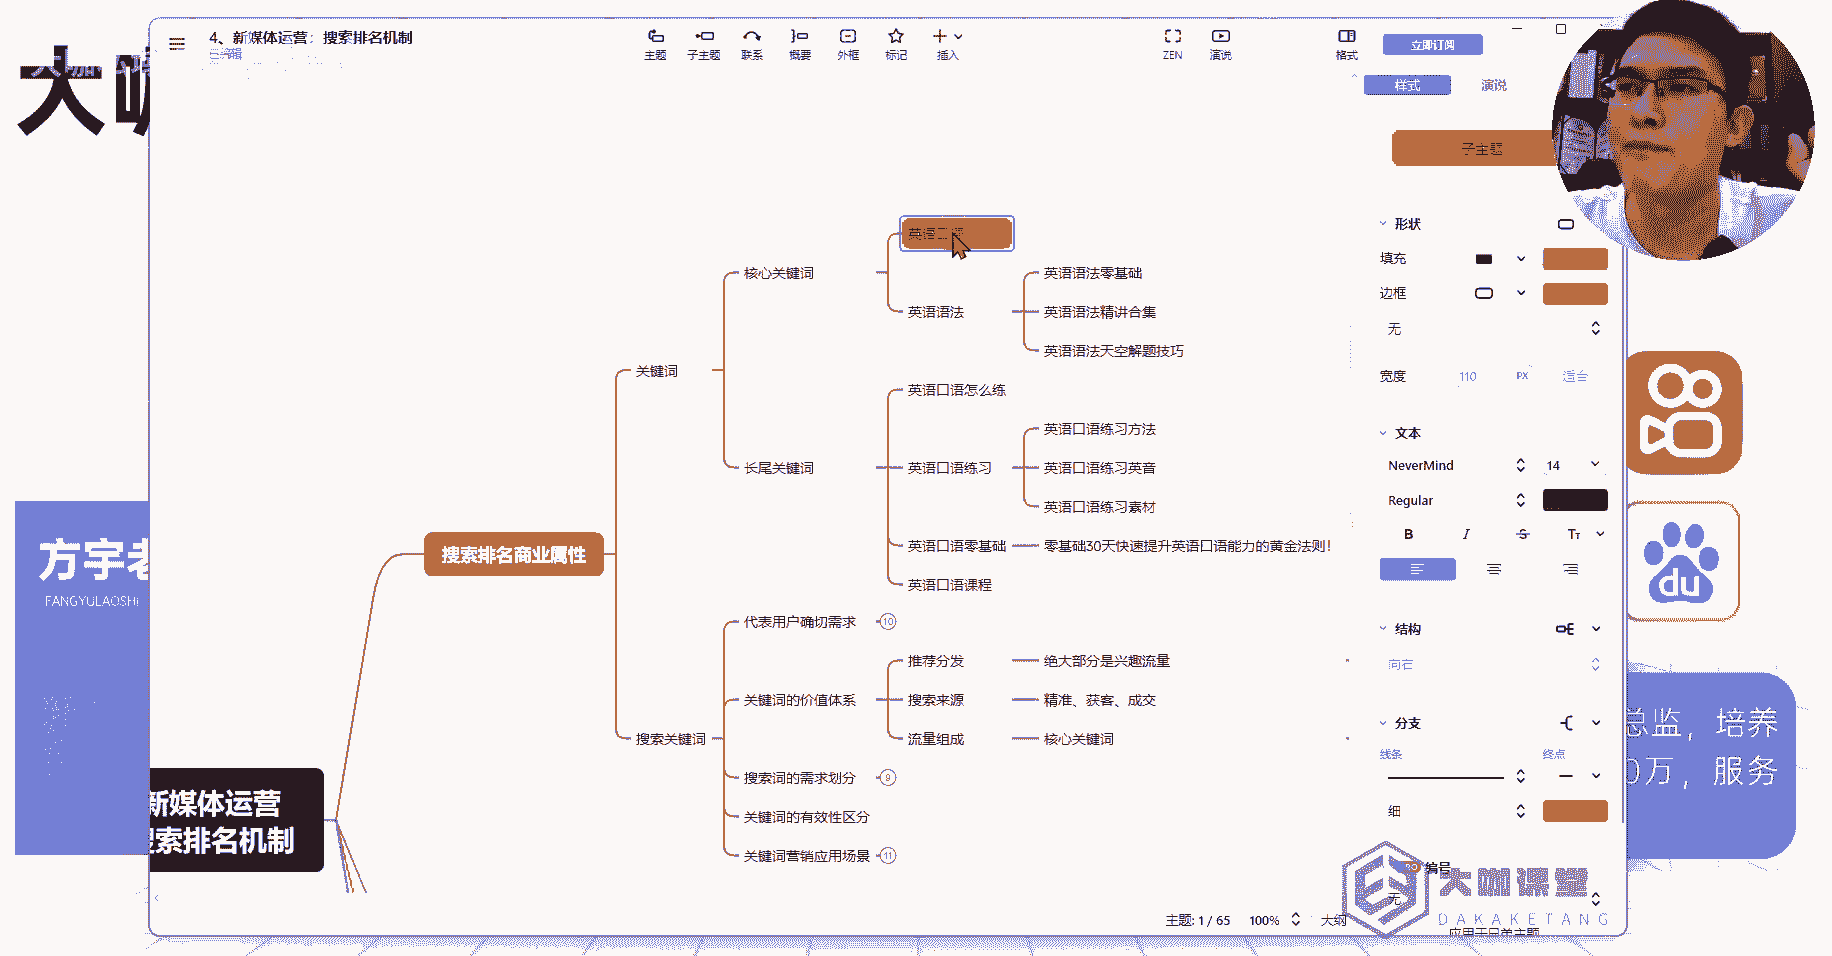 4、新媒体运营：搜索排名机制
已编辑
主题
子主题
联系
概要
外框
标记
插入
ZEN
演说
格式
立即订阅
样式
演说
子主题
形状
填充
边框
无
宽度
110
PX
适合
文本
NeverMind
14
Regular
B
I
S
结构
向右
分支
线条
终点
细
编号
无
应用于兄弟主题
大
方宇老
FANGYULAOSHI
新媒体运营
搜索排名机制
搜索排名商业属性
关键词
核心关键词
英语语法
英语语法零基础
英语语法精讲合集
英语语法天空解题技巧
长尾关键词
英语口语怎么练
英语口语练习
英语口语练习方法
英语口语练习英音
英语口语练习素材
英语口语零基础
零基础30天快速提升英语口语能力的黄金法则!
英语口语课程
搜索关键词
代表用户确切需求
10
关键词的价值体系
推荐分发
绝大部分是兴趣流量
搜索来源
精准、获客、成交
流量组成
核心关键词
搜索词的需求划分
9
关键词的有效性区分
关键词营销应用场景
11
主题: 1 / 65
100%
大纲
du
总监，培养
0万，服务
大咖课堂
DAKAKETANG